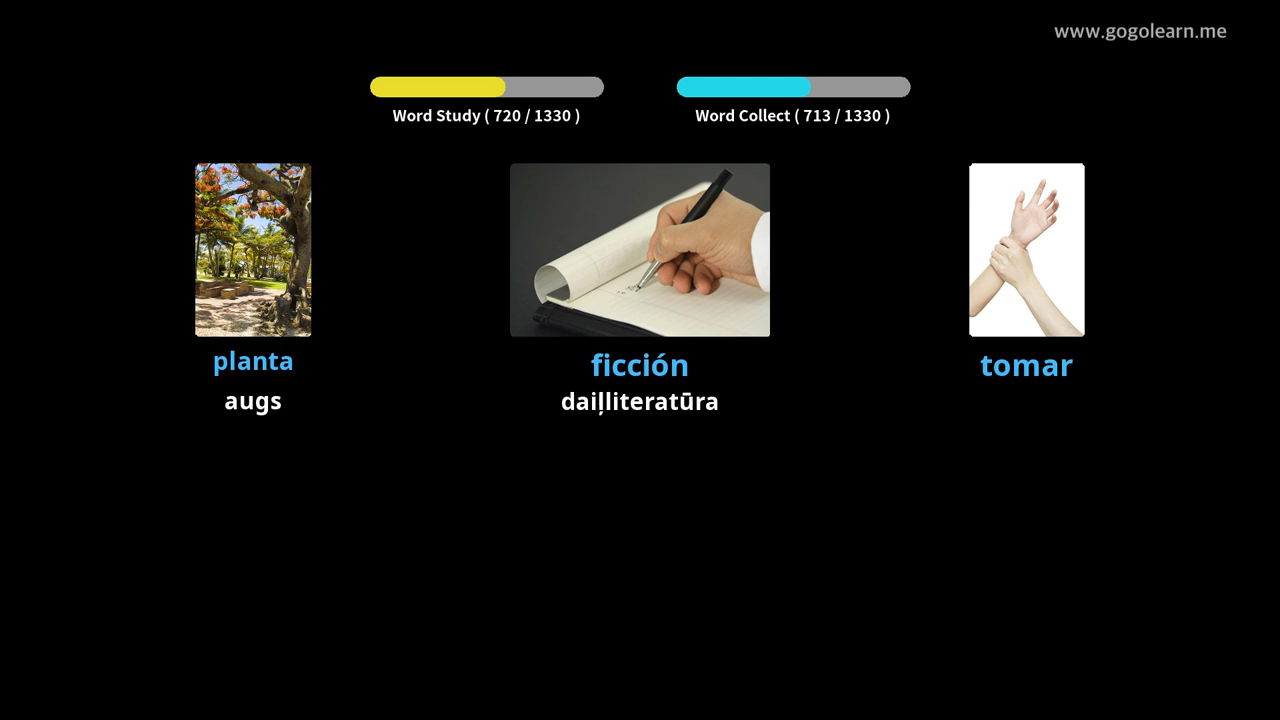 www.gogolearn.me
Word Study ( 720 / 1330 )
Word Collect ( 713 / 1330 )
planta
augs
ficción
daiļliteratūra
tomar